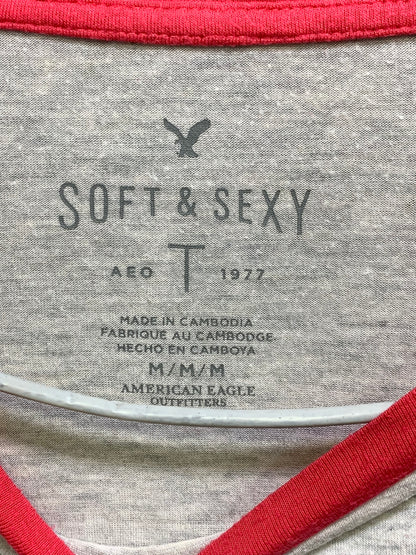 SOFT & SEXY
AEO T 1977
MADE IN CAMBODIA
FABRIQUE AU CAMBODGE
HECHO EN CAMBOYA
M/M/M
AMERICAN EAGLE
OUTFITTERS